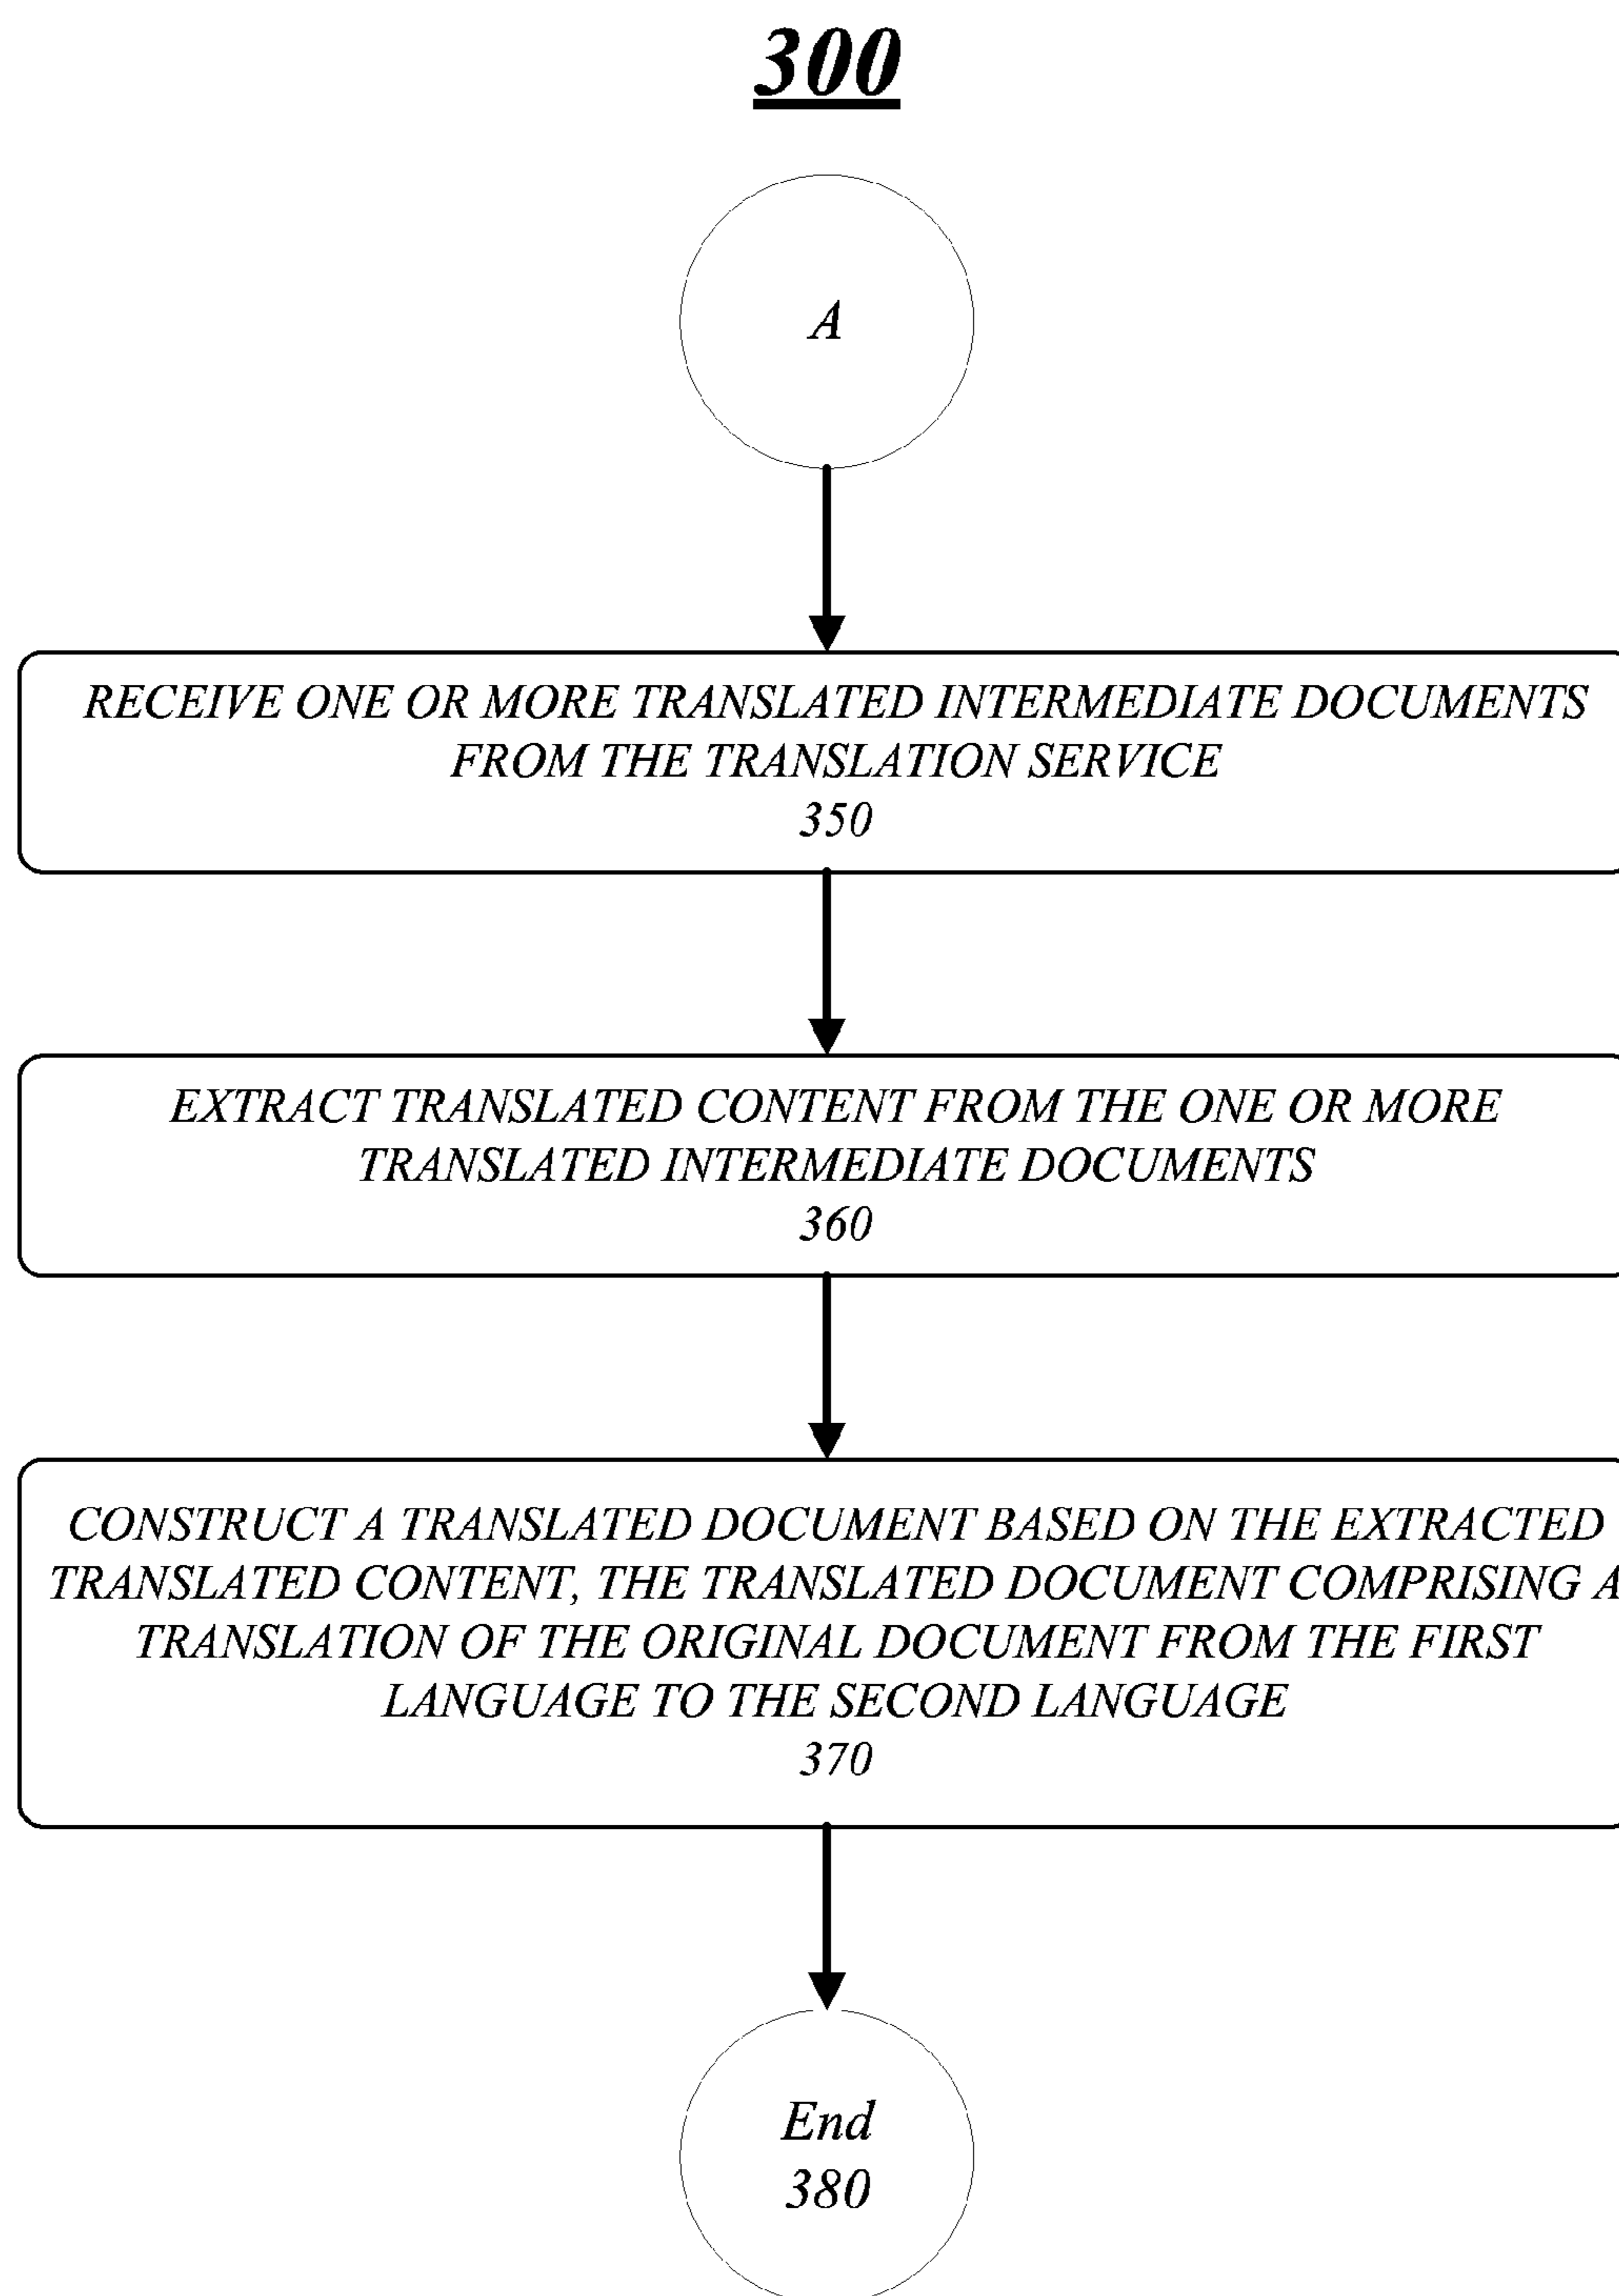 300
A
RECEIVE ONE OR MORE TRANSLATED INTERMEDIATE DOCUMENTS
FROM THE TRANSLATION SERVICE
350
EXTRACT TRANSLATED CONTENT FROM THE ONE OR MORE
TRANSLATED INTERMEDIATE DOCUMENTS
360
CONSTRUCT A TRANSLATED DOCUMENT BASED ON THE EXTRACTED
TRANSLATED CONTENT, THE TRANSLATED DOCUMENT COMPRISING A
TRANSLATION OF THE ORIGINAL DOCUMENT FROM THE FIRST
LANGUAGE TO THE SECOND LANGUAGE
370
End
380